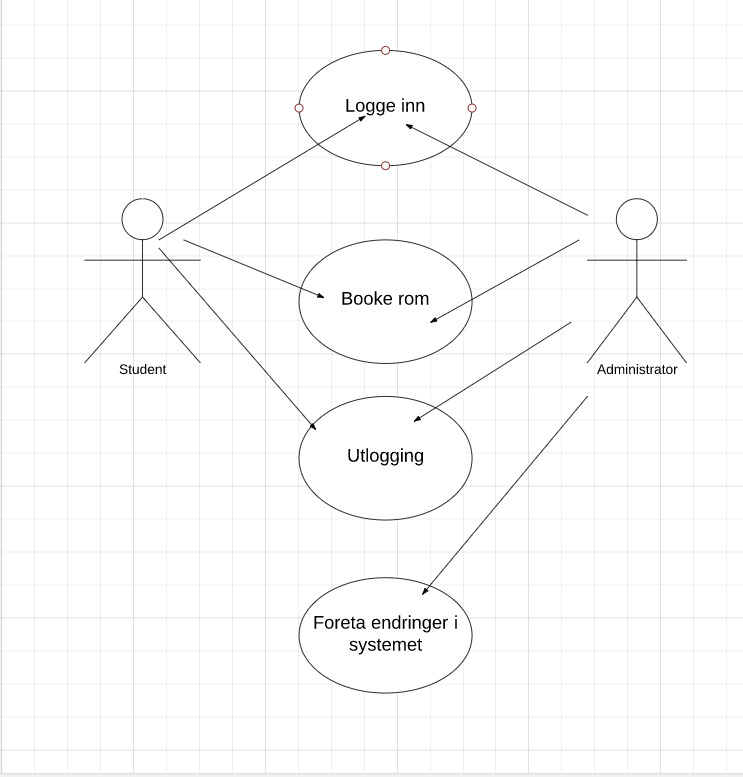 Logge inn
Booke rom
Student
Administrator
Utlogging
Foreta endringer i
systemet